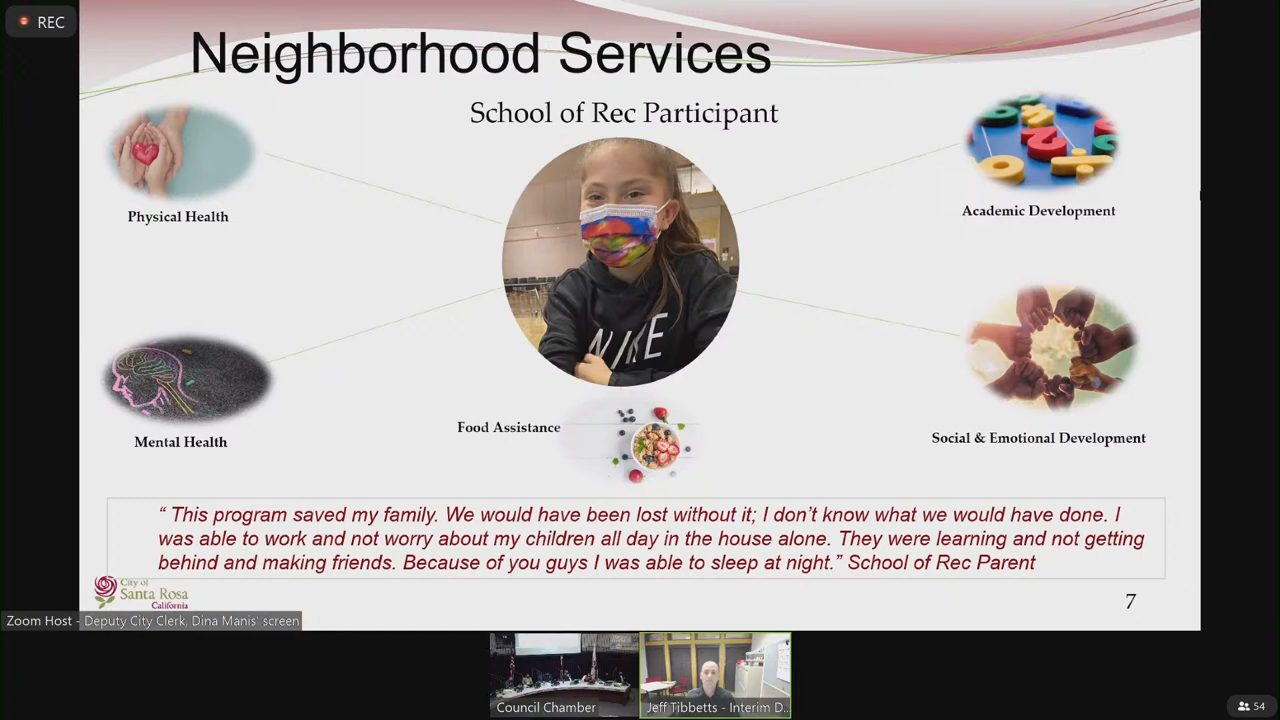 REC
Neighborhood Services
School of Rec Participant
Physical Health
Academic Development
NIKE
Mental Health
Food Assistance
Social & Emotional Development
“ This program saved my family. We would have been lost without it; I don’t know what we would have done. I
was able to work and not worry about my children all day in the house alone. They were learning and not getting
behind and making friends. Because of you guys I was able to sleep at night.” School of Rec Parent
City of
Santa Rosa
California
7
Zoom Host - Deputy City Clerk, Dina Manis' screen
Council Chamber
Jeff Tibbetts - Interim D...
54